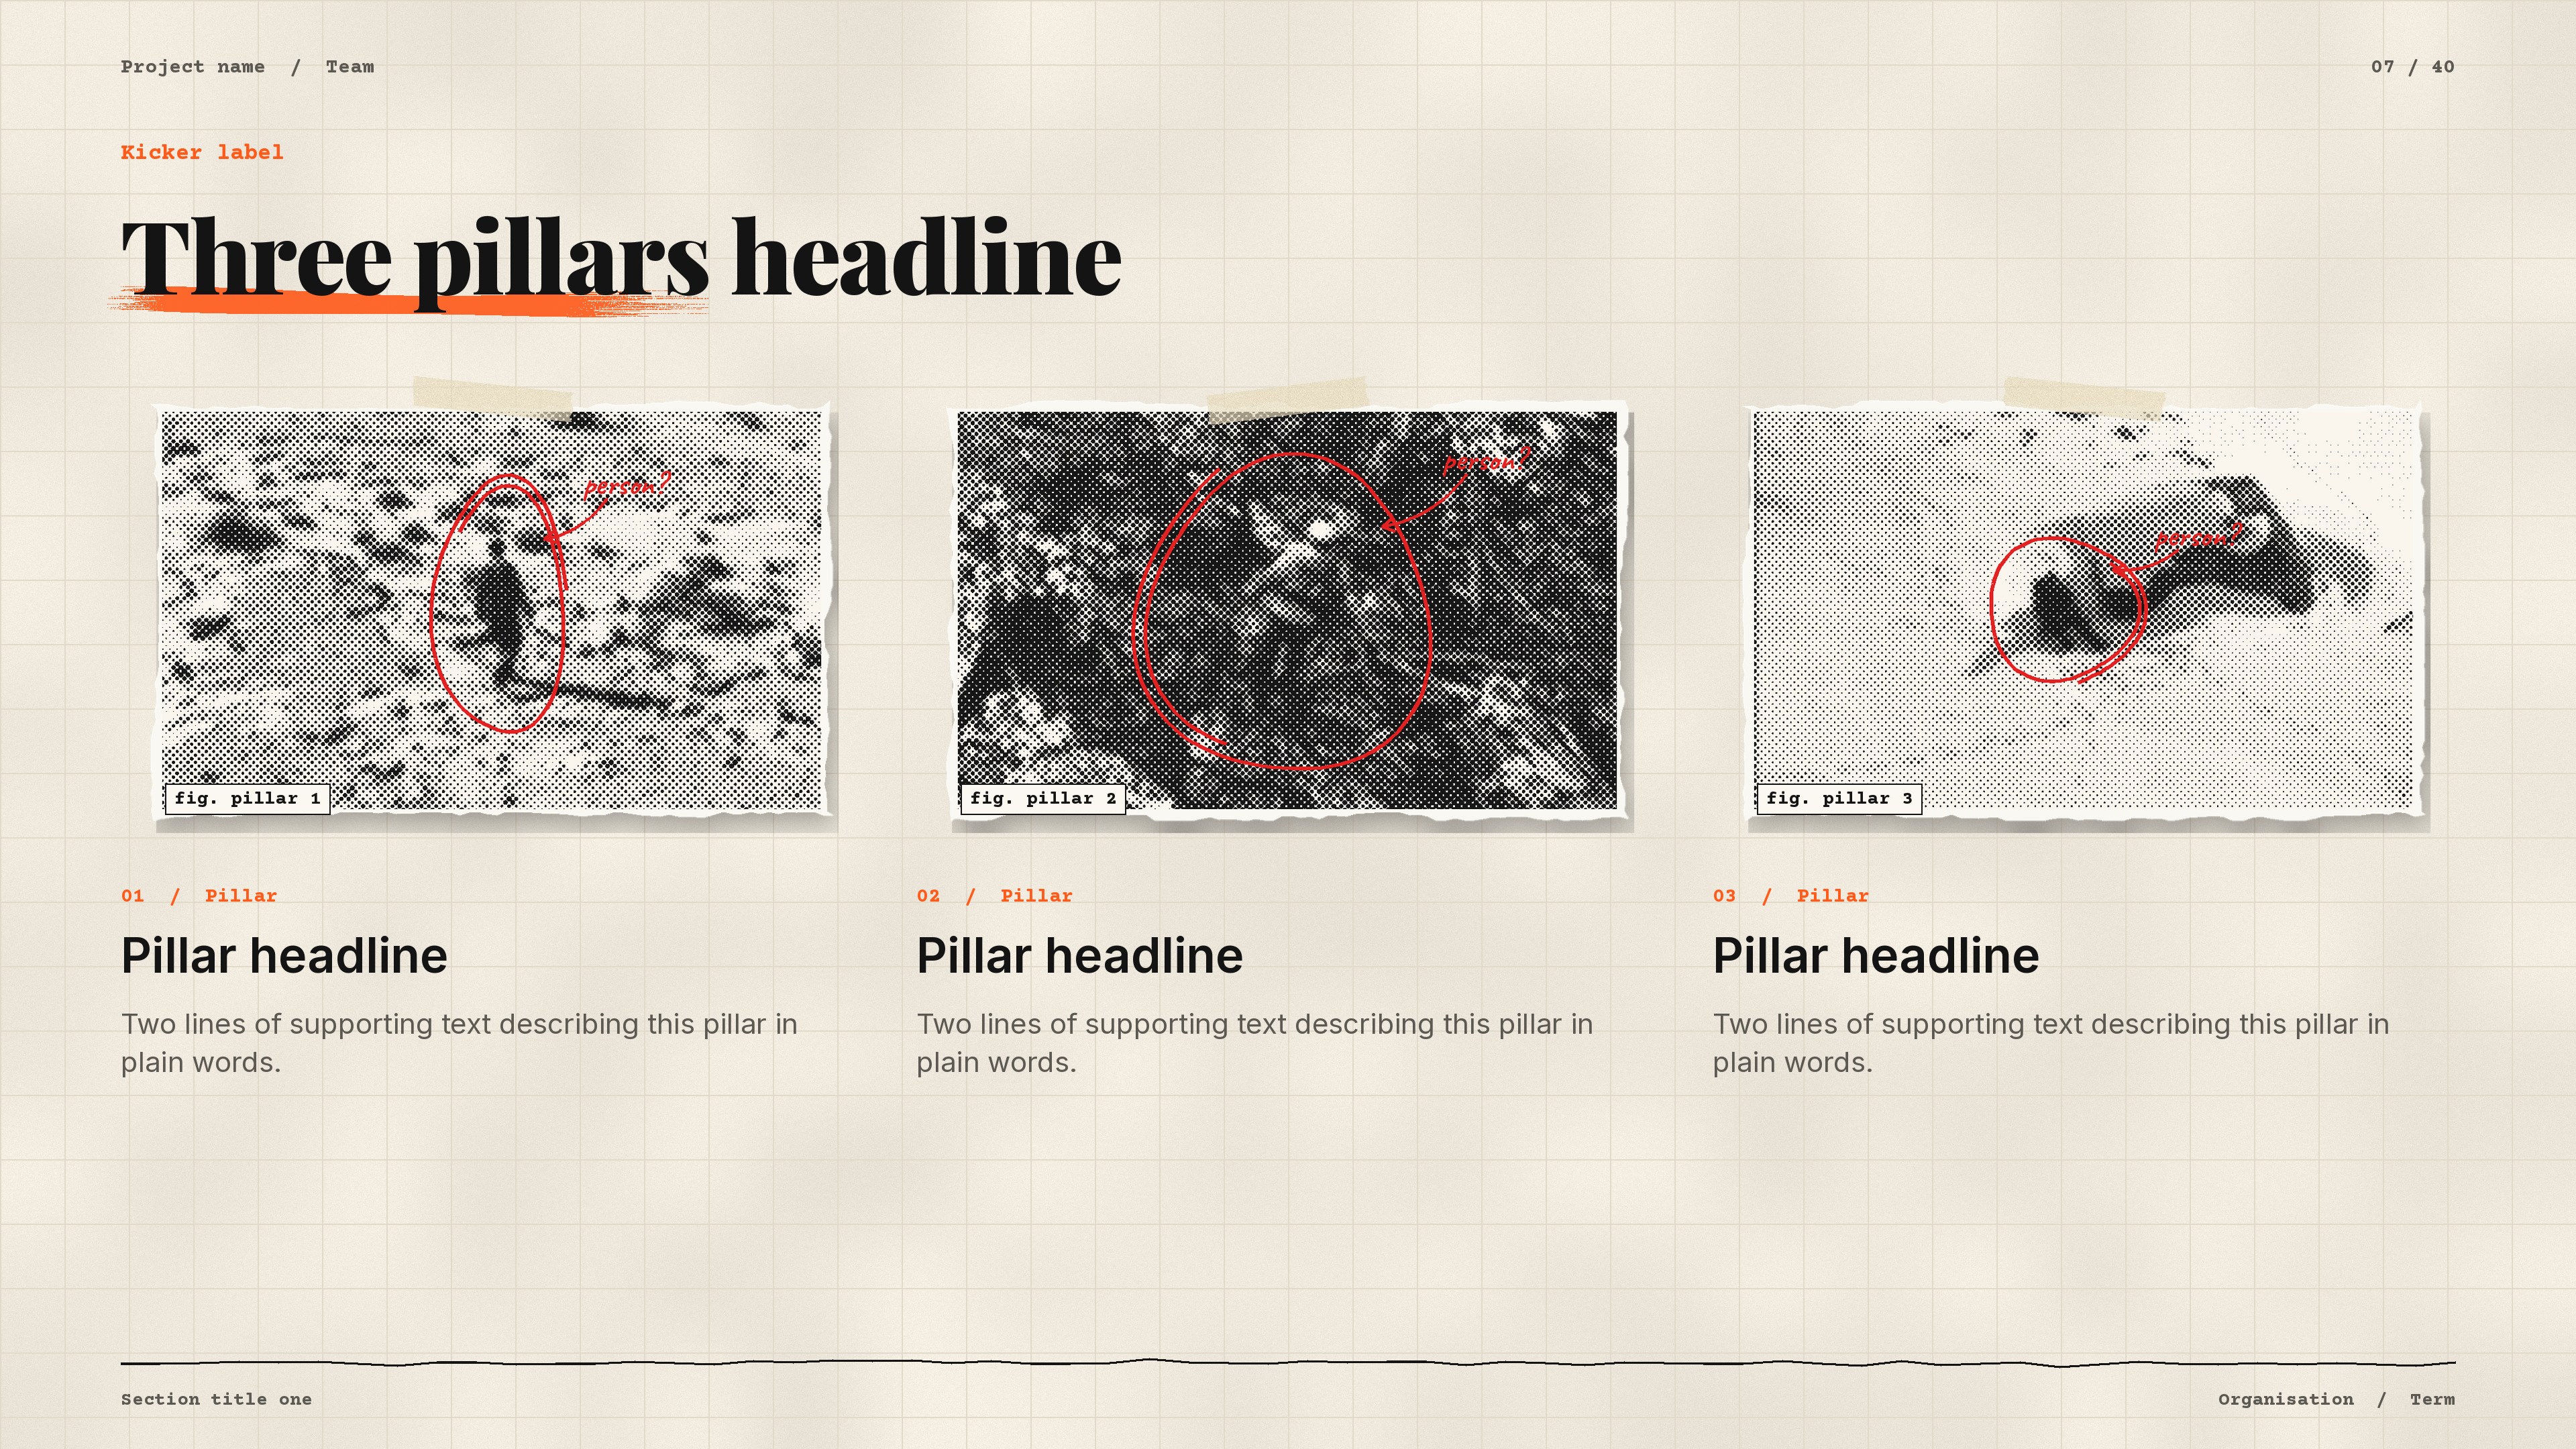 Project name / Team
07 / 40
Kicker label
Three pillars headline
person?
person?
person?
fig. pillar 1
fig. pillar 2
fig. pillar 3
01 / Pillar
Pillar headline
Two lines of supporting text describing this pillar in
plain words.
02 / Pillar
Pillar headline
Two lines of supporting text describing this pillar in
plain words.
03 / Pillar
Pillar headline
Two lines of supporting text describing this pillar in
plain words.
Section title one
Organisation / Term